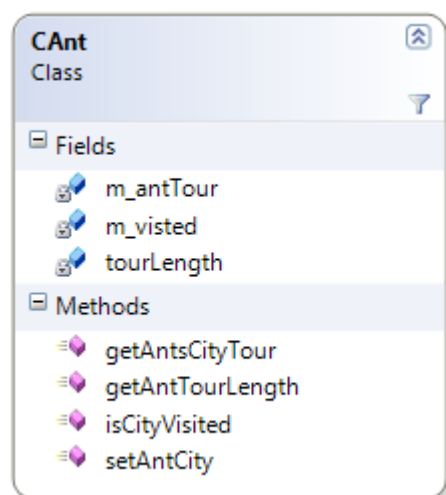 CAnt
Class
Fields
m_antTour
m_visted
tourLength
Methods
getAntsCityTour
getAntTourLength
isCityVisited
setAntCity